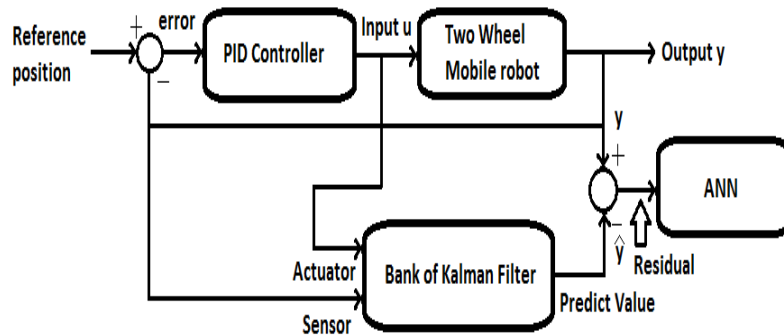 Reference
position
+
error
−
PID Controller
Input u
Two Wheel
Mobile robot
Output y
y
+
−
ŷ
ANN
Residual
Actuator
Sensor
Bank of Kalman Filter
Predict Value